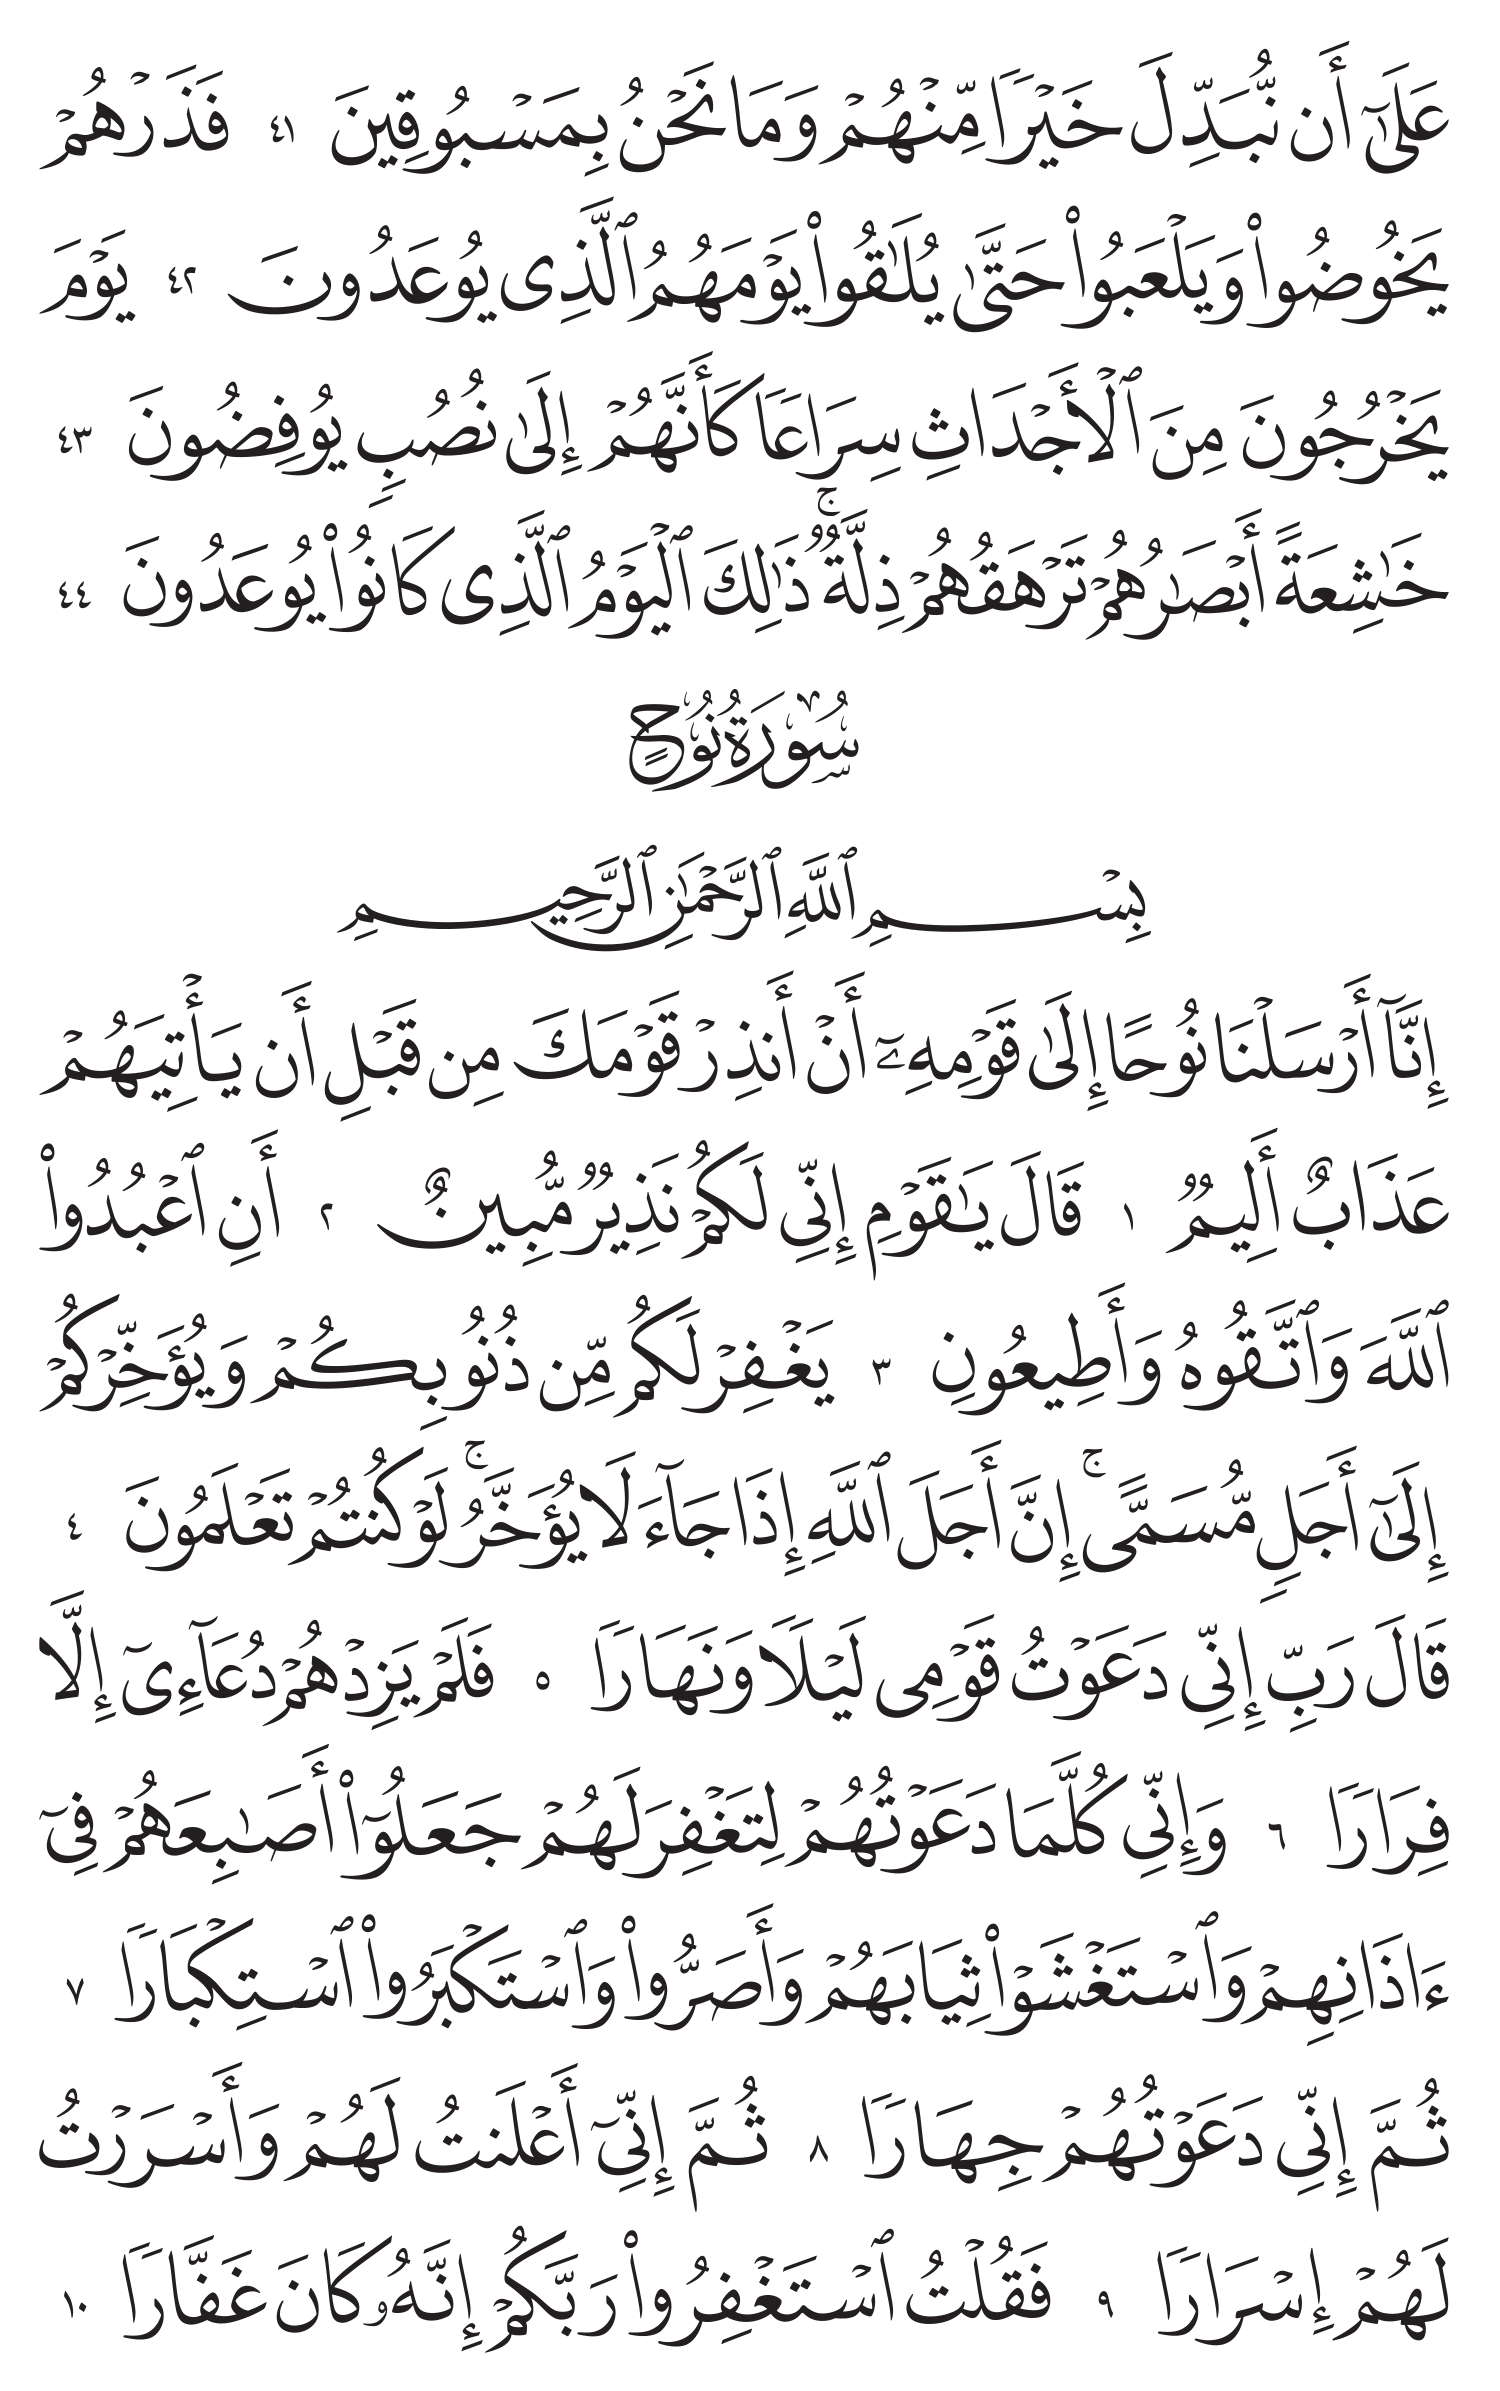 عَلَىٰٓ أَن نُّبَدِّلَ خَيْرًا مِّنْهُمْ وَمَا نَحْنُ بِمَسْبُوقِينَ ٤١ فَذَرْهُمْ
يَخُوضُوا۟ وَيَلْعَبُوا۟ حَتَّىٰ يُلَـٰقُوا۟ يَوْمَهُمُ ٱلَّذِى يُوعَدُونَ ٤٢ يَوْمَ
يَخْرُجُونَ مِنَ ٱلْأَجْدَاثِ سِرَاعًا كَأَنَّهُمْ إِلَىٰ نُصُبٍ يُوفِضُونَ ٤٣
خَـٰشِعَةً أَبْصَـٰرُهُمْ تَرْهَقُهُمْ ذِلَّةٌ ۚ ذَٰلِكَ ٱلْيَوْمُ ٱلَّذِى كَانُوا۟ يُوعَدُونَ ٤٤
سُورَةُ نُوحٍ
بِسْمِ ٱللَّهِ ٱلرَّحْمَـٰنِ ٱلرَّحِيمِ
إِنَّآ أَرْسَلْنَا نُوحًا إِلَىٰ قَوْمِهِۦٓ أَنْ أَنذِرْ قَوْمَكَ مِن قَبْلِ أَن يَأْتِيَهُمْ
عَذَابٌ أَلِيمٌ ١ قَالَ يَـٰقَوْمِ إِنِّى لَكُمْ نَذِيرٌ مُّبِينٌ ٢ أَنِ ٱعْبُدُوا۟
ٱللَّهَ وَٱتَّقُوهُ وَأَطِيعُونِ ٣ يَغْفِرْ لَكُم مِّن ذُنُوبِكُمْ وَيُؤَخِّرْكُمْ
إِلَىٰٓ أَجَلٍ مُّسَمًّى ۚ إِنَّ أَجَلَ ٱللَّهِ إِذَا جَآءَ لَا يُؤَخَّرُ ۚ لَوْ كُنتُمْ تَعْلَمُونَ ٤
قَالَ رَبِّ إِنِّى دَعَوْتُ قَوْمِى لَيْلًا وَنَهَارًا ٥ فَلَمْ يَزِدْهُمْ دُعَآءِىٓ إِلَّا
فِرَارًا ٦ وَإِنِّى كُلَّمَا دَعَوْتُهُمْ لِتَغْفِرَ لَهُمْ جَعَلُوٓا۟ أَصَـٰبِعَهُمْ فِىٓ
ءَاذَانِهِمْ وَٱسْتَغْشَوْا۟ ثِيَابَهُمْ وَأَصَرُّوا۟ وَٱسْتَكْبَرُوا۟ ٱسْتِكْبَارًا ٧
ثُمَّ إِنِّى دَعَوْتُهُمْ جِهَارًا ٨ ثُمَّ إِنِّىٓ أَعْلَنتُ لَهُمْ وَأَسْرَرْتُ
لَهُمْ إِسْرَارًا ٩ فَقُلْتُ ٱسْتَغْفِرُوا۟ رَبَّكُمْ إِنَّهُۥ كَانَ غَفَّارًا ١٠